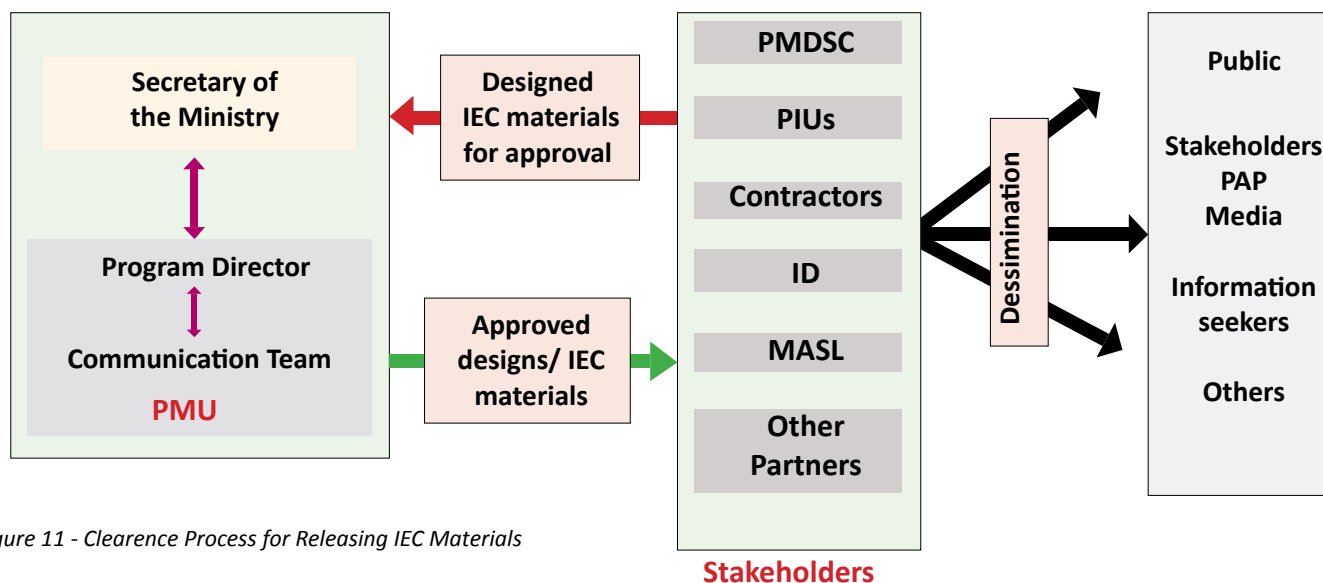 Secretary of
the Ministry
Program Director
Communication Team
PMU
Designed
IEC materials
for approval
Approved
designs/ IEC
materials
PMDSC
PIUs
Contractors
ID
MASL
Other
Partners
Stakeholders
Dessimination
Public
Stakeholders
PAP
Media
Information
seekers
Others
gure 11 - Clearence Process for Releasing IEC Materials